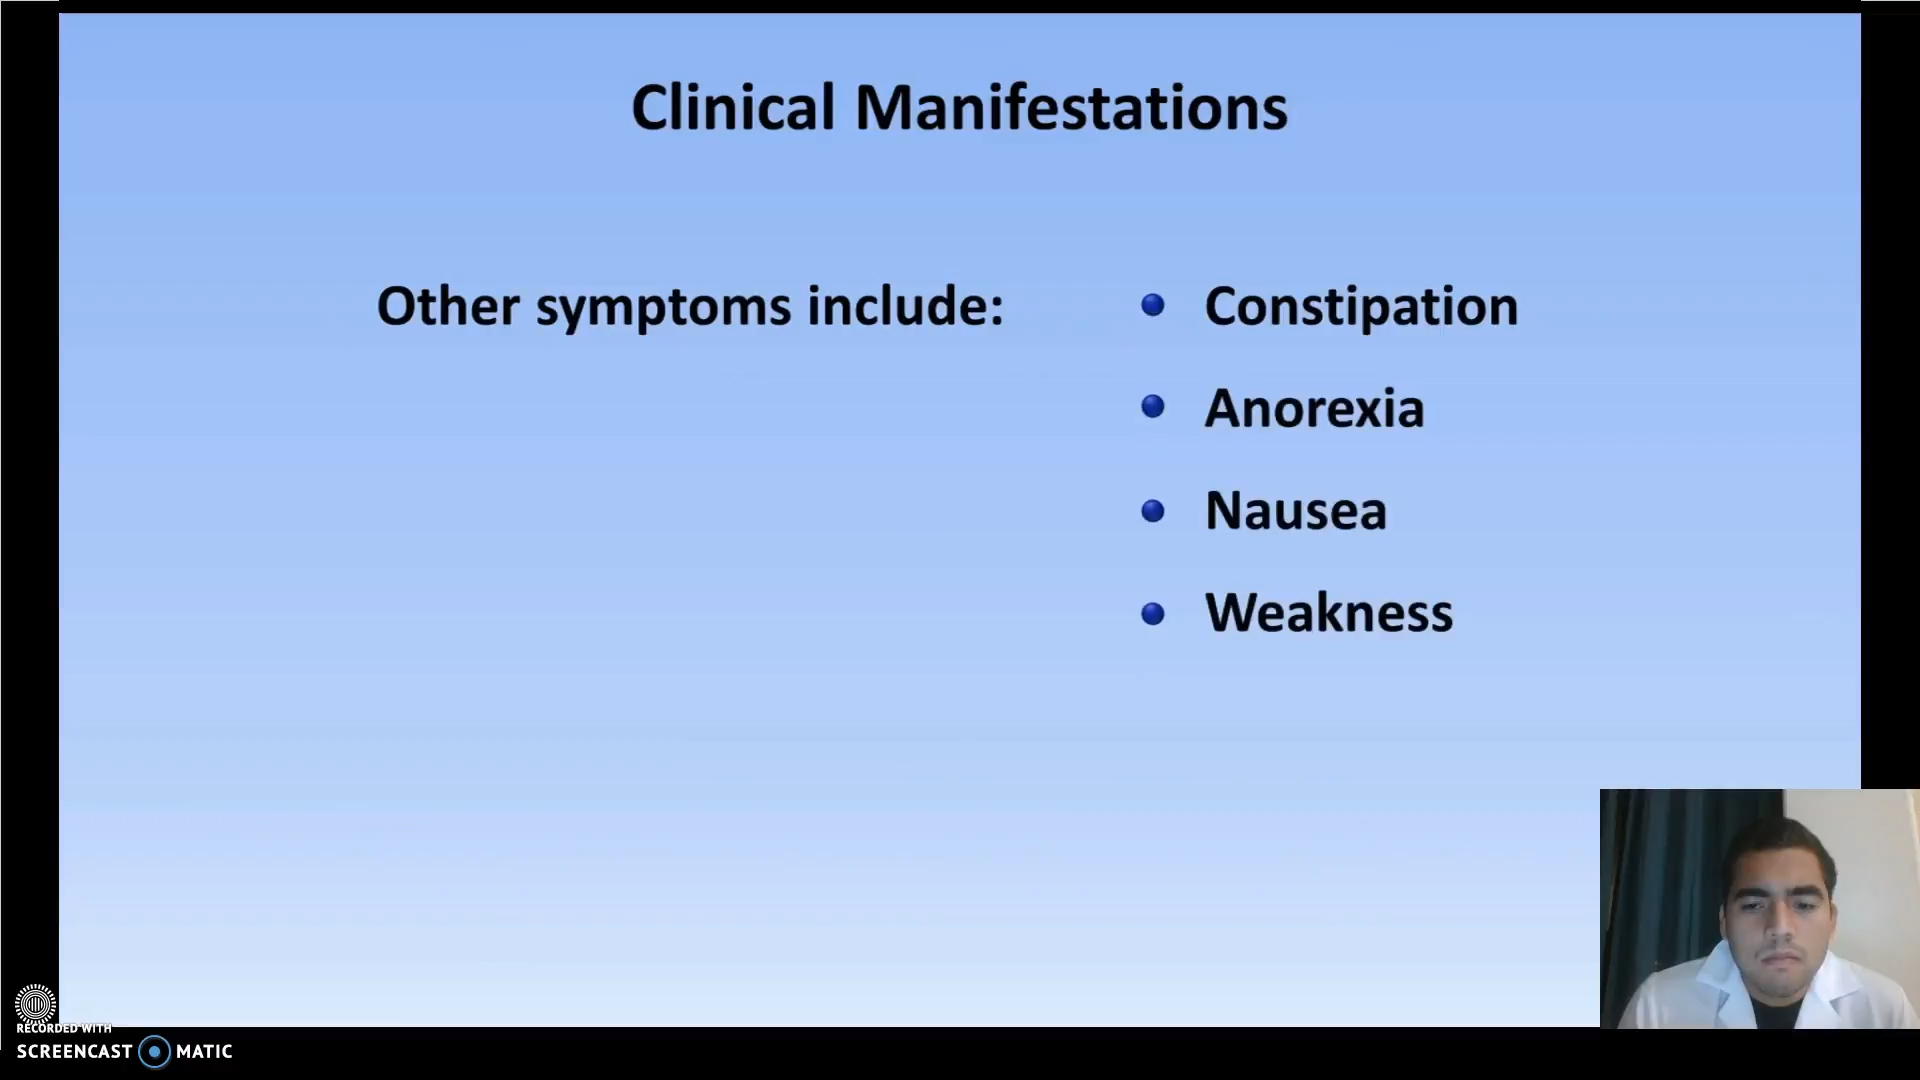 Clinical Manifestations
Other symptoms include:
Constipation
Anorexia
Nausea
Weakness
RECORDED WITH
SCREENCAST MATIC